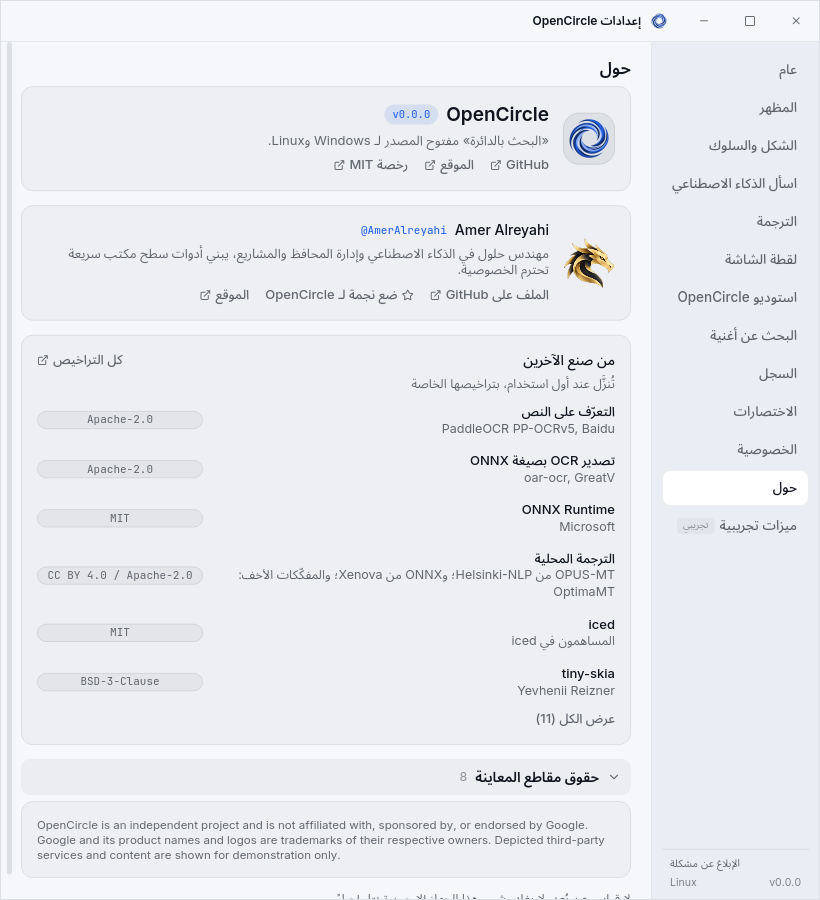 إعدادات OpenCircle
عام
المظهر
الشكل والسلوك
اسأل الذكاء الاصطناعي
الترجمة
لقطة الشاشة
استوديو OpenCircle
البحث عن أغنية
السجل
الاختصارات
الخصوصية
حول
ميزات تجريبية تجريبي
الإبلاغ عن مشكلة
v0.0.0 Linux
حول
OpenCircle v0.0.0
«البحث بالدائرة» مفتوح المصدر لـ Windows وLinux.
GitHub الموقع رخصة MIT
Amer Alreyahi @AmerAlreyahi
مهندس حلول في الذكاء الاصطناعي وإدارة المحافظ والمشاريع، يبني أدوات سطح مكتب سريعة
تحترم الخصوصية.
الملف على GitHub ضع نجمة لـ OpenCircle الموقع
من صنع الآخرين كل التراخيص
تُنزَّل عند أول استخدام، بتراخيصها الخاصة
التعرّف على النص
PaddleOCR PP-OCRv5, Baidu
Apache-2.0
تصدير OCR بصيغة ONNX
oar-ocr, GreatV
Apache-2.0
ONNX Runtime
Microsoft
MIT
الترجمة المحلية
OPUS-MT من Helsinki-NLP؛ وONNX من Xenova؛ والمفكّكات الأخف:
OptimaMT
CC BY 4.0 / Apache-2.0
iced
المساهمون في iced
MIT
tiny-skia
Yevhenii Reizner
BSD-3-Clause
عرض الكل (11)
حقوق مقاطع المعاينة 8
OpenCircle is an independent project and is not affiliated with, sponsored by, or endorsed by Google.
Google and its product names and logos are trademarks of their respective owners. Depicted third-party
services and content are shown for demonstration only.